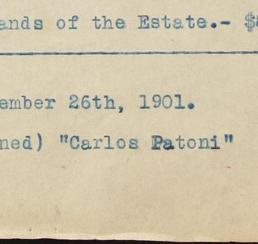 ands of the Estate.- $
ember 26th, 1901.
ned) "Carlos Patoni"